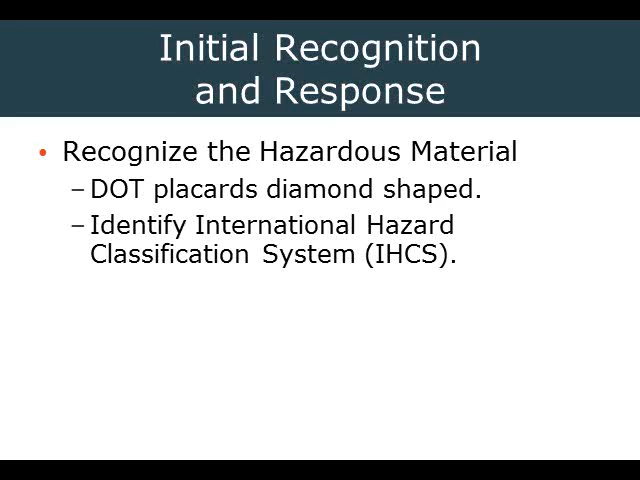 Initial Recognition
and Response
• Recognize the Hazardous Material
– DOT placards diamond shaped.
– Identify International Hazard
Classification System (IHCS).